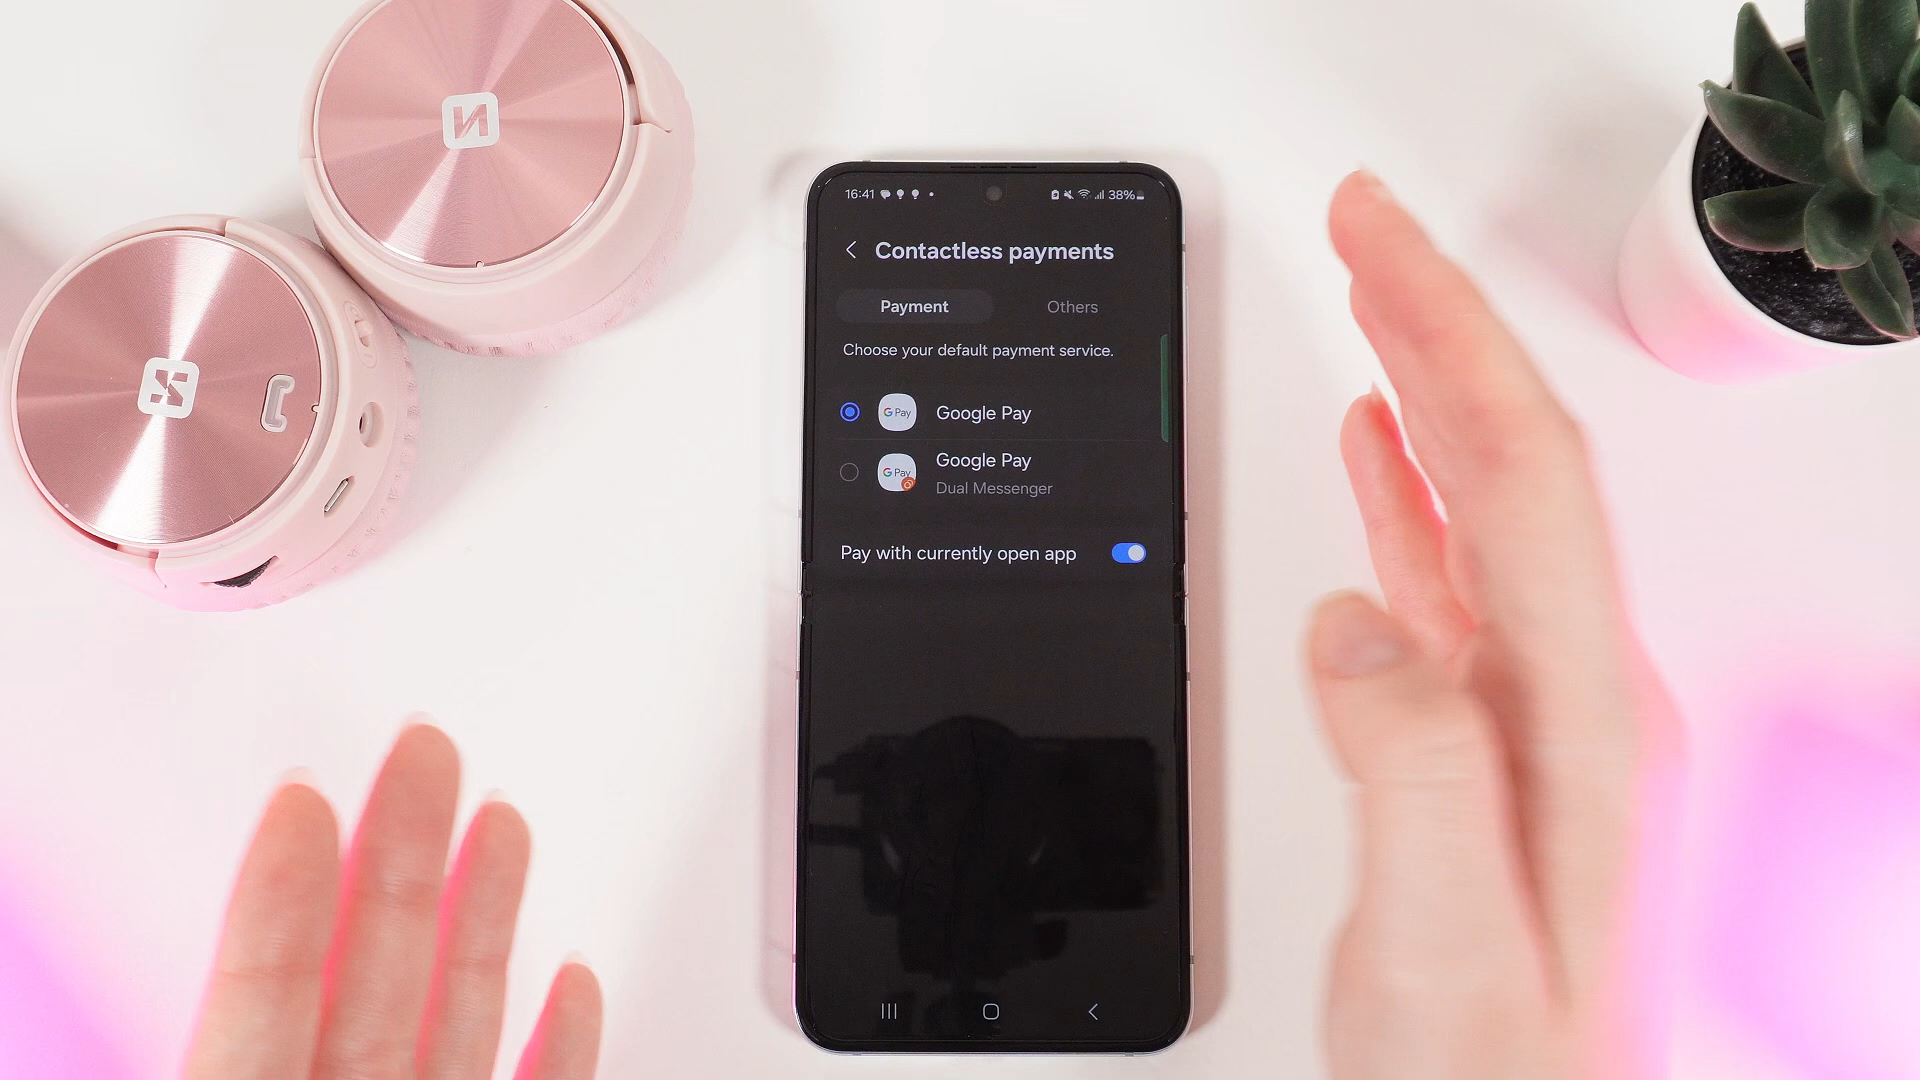 16:41
38%
Contactless payments
Payment
Others
Choose your default payment service.
G Pay
Google Pay
G Pay
Google Pay
Dual Messenger
Pay with currently open app